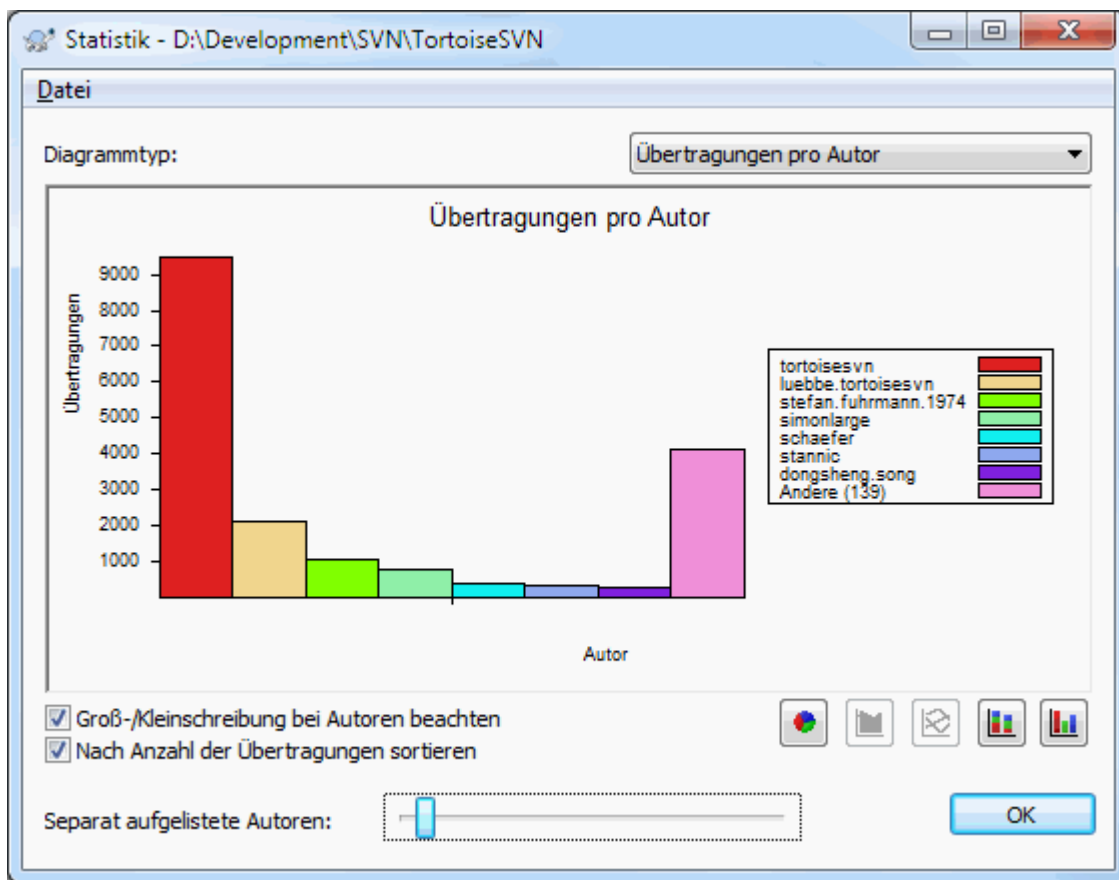 Statistik - D:\Development\SVN\TortoiseSVN
Datei
Diagrammtyp:
Übertragungen pro Autor
Übertragungen pro Autor
Übertragungen
9000
8000
7000
6000
5000
4000
3000
2000
1000
Autor
tortoisesvn
luebbe.tortoisesvn
stefan.fuhrmann.1974
simonlarge
schaefer
stannic
dongsheng.song
Andere (139)
Groß-/Kleinschreibung bei Autoren beachten
Nach Anzahl der Übertragungen sortieren
Separat aufgelistete Autoren:
OK